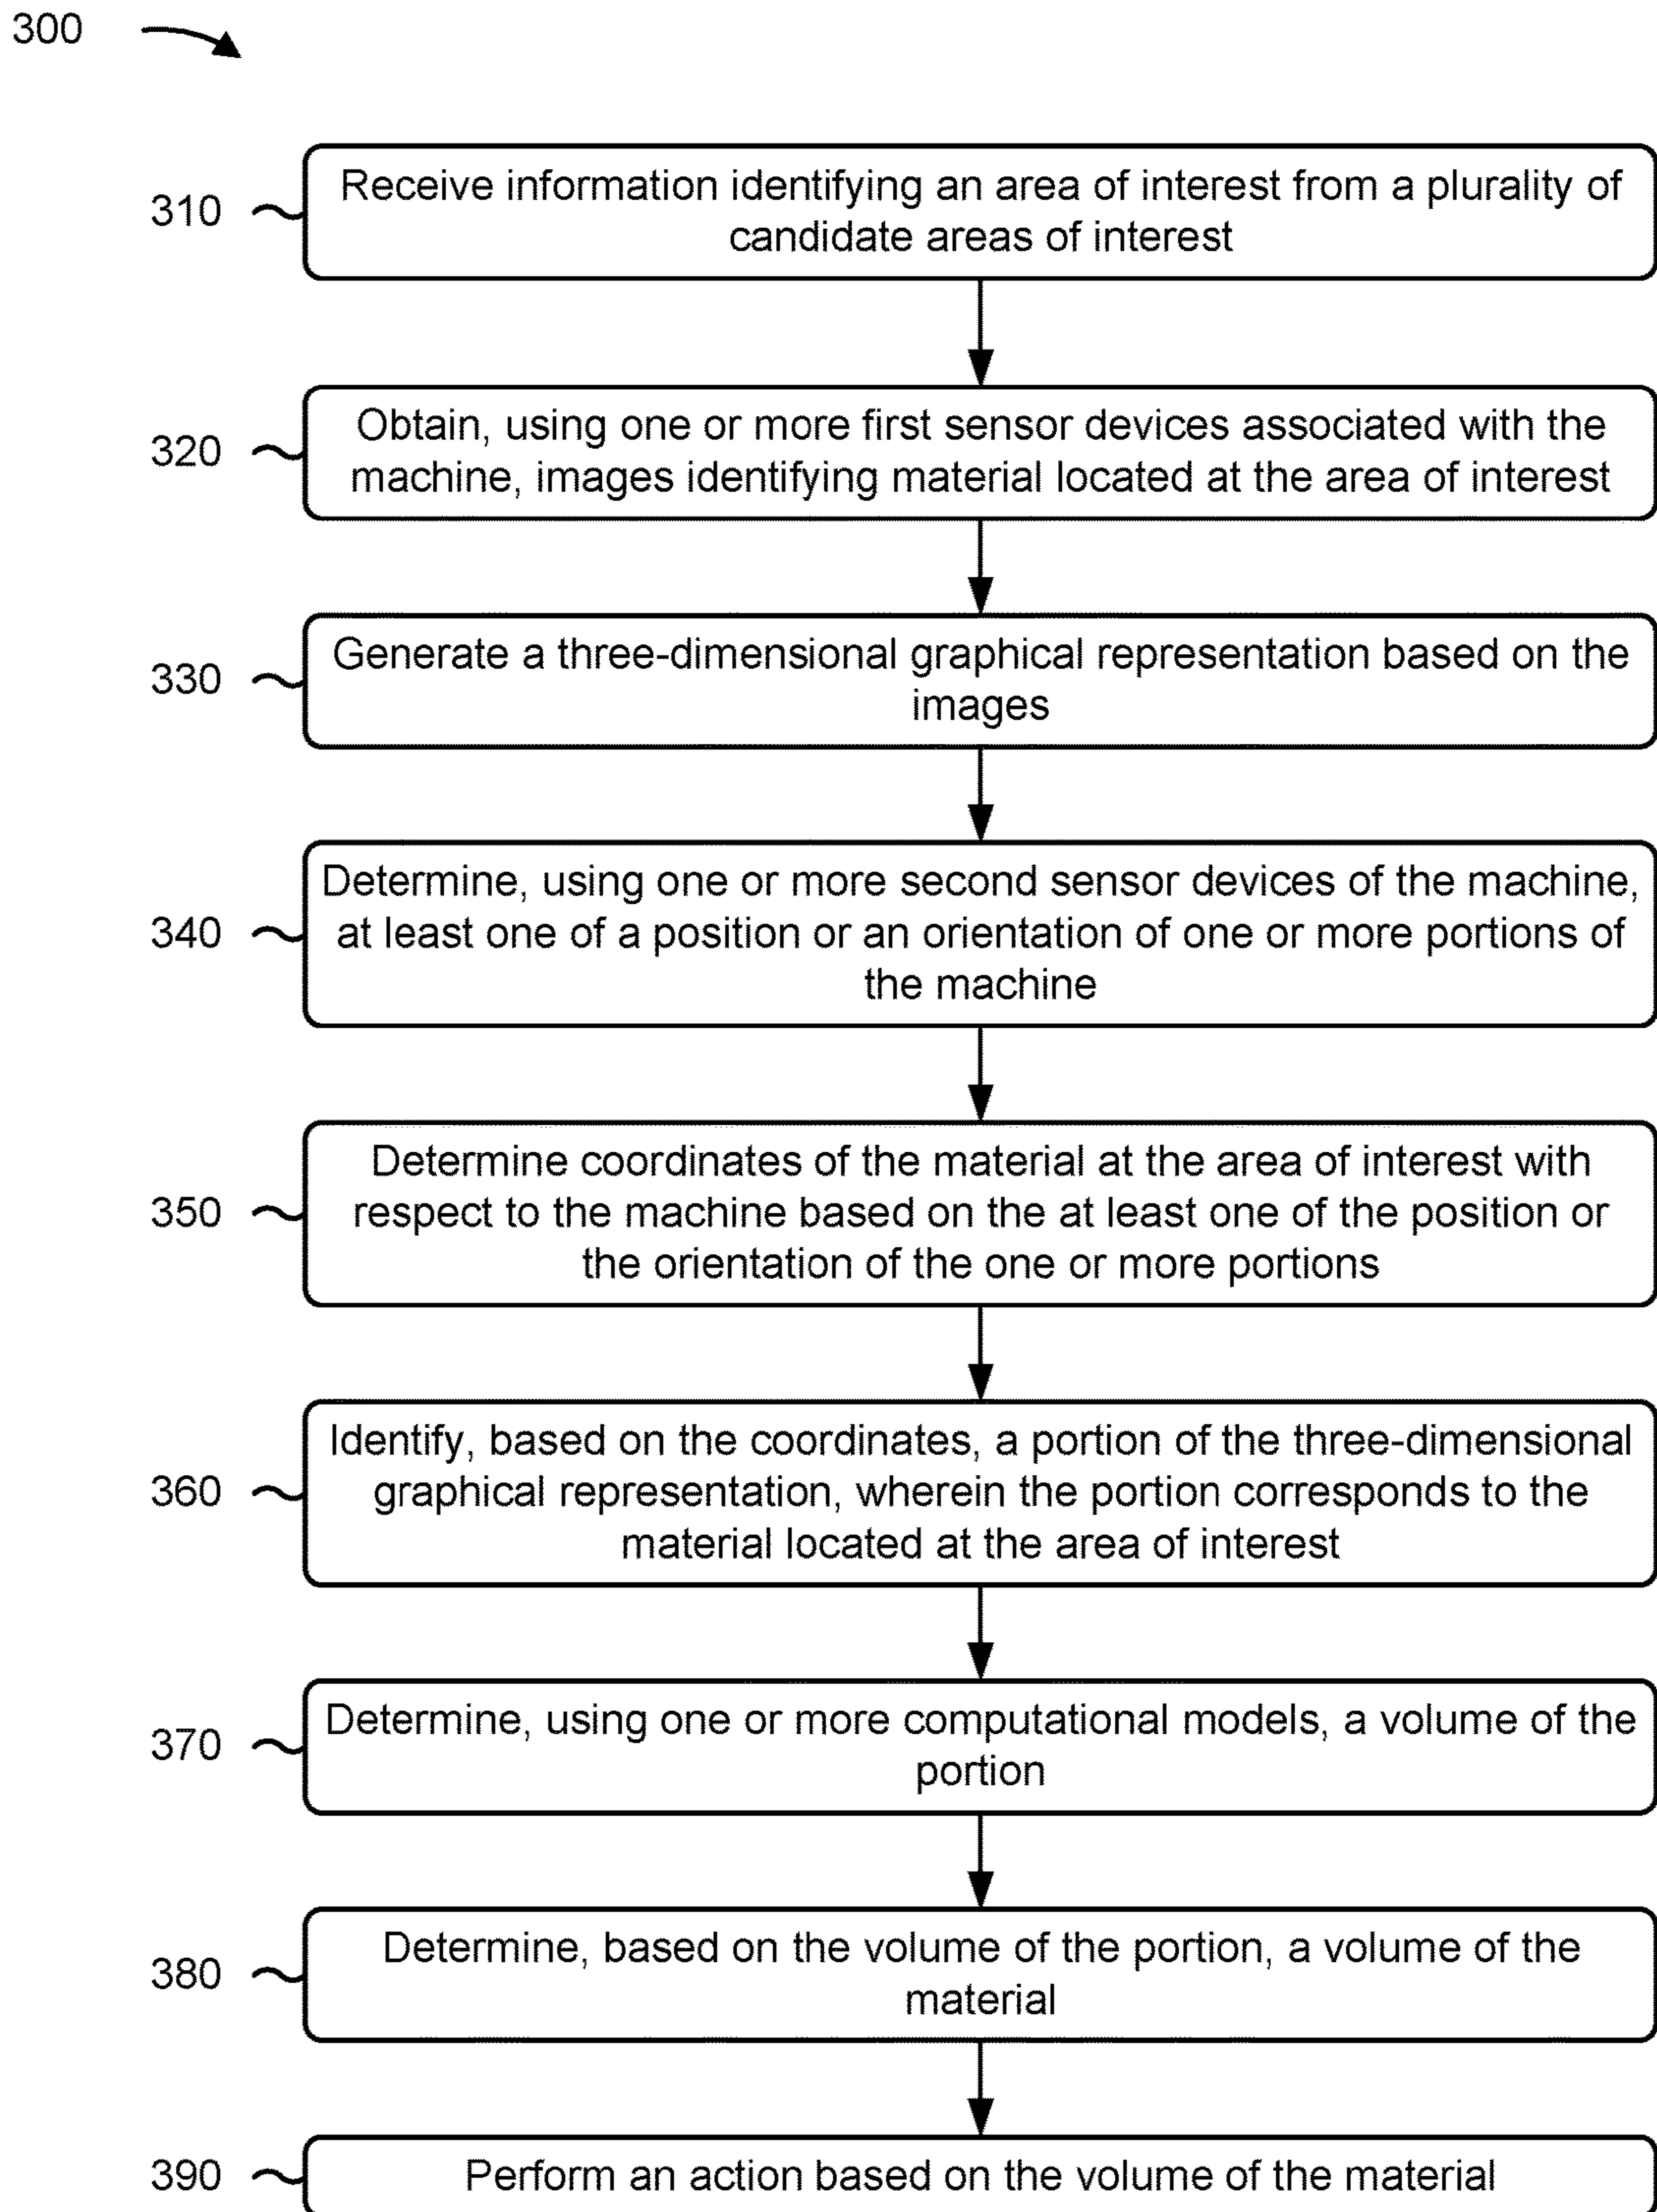 300
310
Receive information identifying an area of interest from a plurality of
candidate areas of interest
320
Obtain, using one or more first sensor devices associated with the
machine, images identifying material located at the area of interest
330
Generate a three-dimensional graphical representation based on the
images
340
Determine, using one or more second sensor devices of the machine,
at least one of a position or an orientation of one or more portions of
the machine
350
Determine coordinates of the material at the area of interest with
respect to the machine based on the at least one of the position or
the orientation of the one or more portions
360
Identify, based on the coordinates, a portion of the three-dimensional
graphical representation, wherein the portion corresponds to the
material located at the area of interest
370
Determine, using one or more computational models, a volume of the
portion
380
Determine, based on the volume of the portion, a volume of the
material
390
Perform an action based on the volume of the material